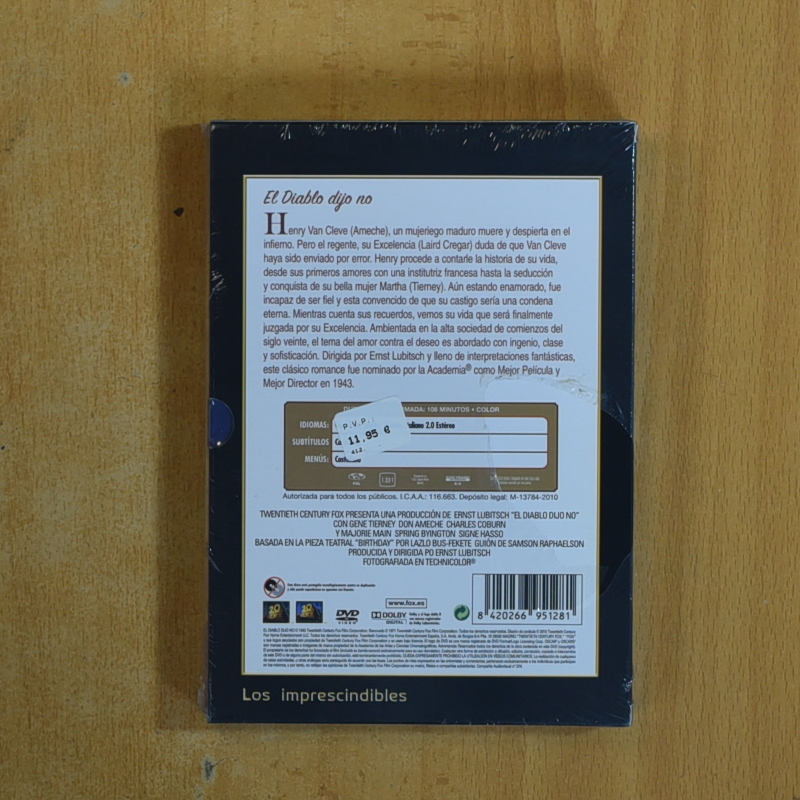 El Diablo dijo no
Henry Van Cleve (Ameche), un mujeriego maduro muere y despierta en el
infierno. Pero el regente, su Excelencia (Laird Cregar) duda de que Van Cleve
haya sido enviado por error. Henry procede a contarle la historia de su vida,
desde sus primeros amores con una institutriz francesa hasta la seducción
y conquista de su bella mujer Martha (Tierney). Aún estando enamorado, fue
incapaz de ser fiel y esta convencido de que su castigo sería una condena
eterna. Mientras cuenta sus recuerdos, vemos su vida que será finalmente
juzgada por su Excelencia. Ambientada en la alta sociedad de comienzos del
siglo veinte, el tema del amor contra el deseo es abordado con ingenio, clase
y sofisticación. Dirigida por Ernst Lubitsch y lleno de interpretaciones fantásticas,
este clásico romance fue nominado por la Academia® como Mejor Película y
Mejor Director en 1943.
108 MINUTOS • COLOR
IDIOMAS: Italiano 2.0 Estéreo
P.V.P.:
11,95 €
SUBTÍTULOS
MENÚS:
Autorizada para todos los públicos. I.C.A.A.: 116.663. Depósito legal: M-13784-2010
TWENTIETH CENTURY FOX PRESENTA UNA PRODUCCIÓN DE ERNST LUBITSCH "EL DIABLO DIJO NO"
CON GENE TIERNEY DON AMECHE CHARLES COBURN
Y MARJORIE MAIN SPRING BYINGTON SIGNE HASSO
BASADA EN LA PIEZA TEATRAL "BIRTHDAY" POR LAZLO BUS-FEKETE GUIÓN DE SAMSON RAPHAELSON
PRODUCIDA Y DIRIGIDA PO ERNST LUBITSCH
FOTOGRAFIADA EN TECHNICOLOR®
www.fox.es
DVD
VIDEO
DOLBY
DIGITAL
8 420266 951281
Los imprescindibles